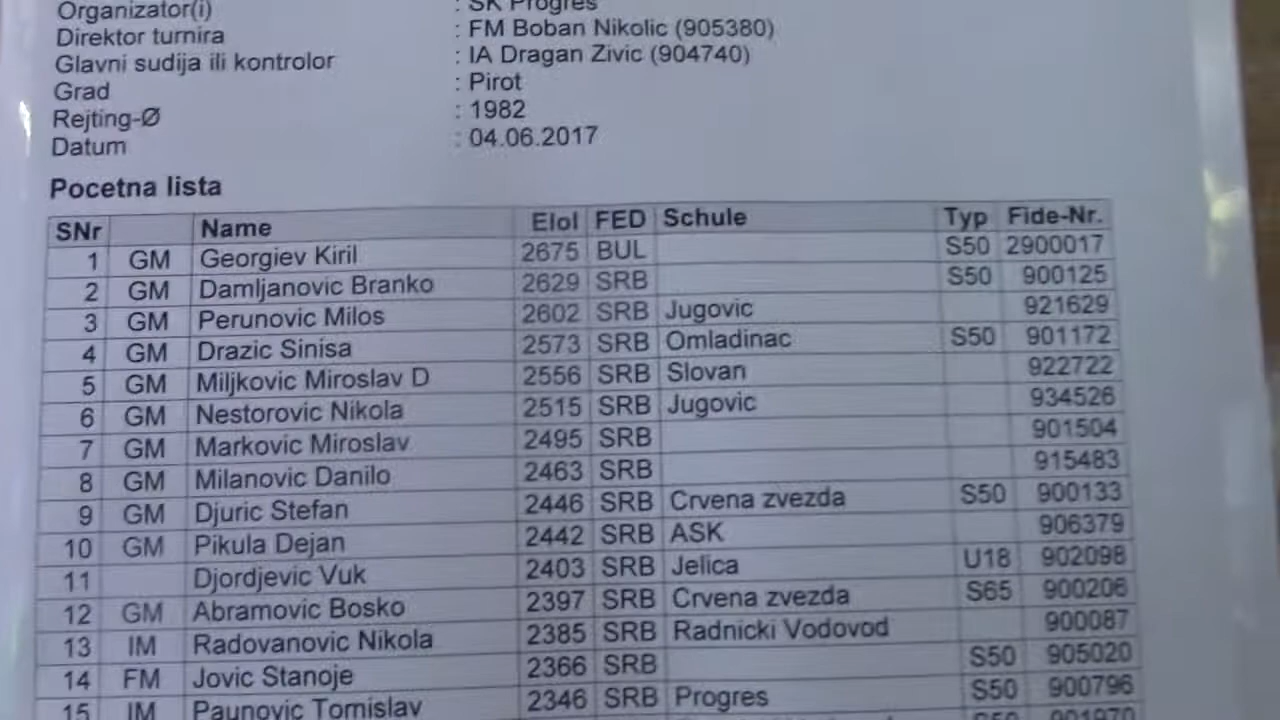 Organizator(i) : SK Progres
Direktor turnira : FM Boban Nikolic (905380)
Glavni sudija ili kontrolor : IA Dragan Zivic (904740)
Grad : Pirot
Rejting-Ø : 1982
Datum : 04.06.2017
Pocetna lista
SNr Name EloI FED Schule Typ Fide-Nr.
1 GM Georgiev Kiril 2675 BUL S50 2900017
2 GM Damljanovic Branko 2629 SRB S50 900125
3 GM Perunovic Milos 2602 SRB Jugovic 921629
4 GM Drazic Sinisa 2573 SRB Omladinac S50 901172
5 GM Miljkovic Miroslav D 2556 SRB Slovan 922722
6 GM Nestorovic Nikola 2515 SRB Jugovic 934526
7 GM Markovic Miroslav 2495 SRB 901504
8 GM Milanovic Danilo 2463 SRB 915483
9 GM Djuric Stefan 2446 SRB Crvena zvezda S50 900133
10 GM Pikula Dejan 2442 SRB ASK 906379
11 Djordjevic Vuk 2403 SRB Jelica U18 902098
12 GM Abramovic Bosko 2397 SRB Crvena zvezda S65 900206
13 IM Radovanovic Nikola 2385 SRB Radnicki Vodovod 900087
14 FM Jovic Stanoje 2366 SRB S50 905020
15 IM Paunovic Tomislav 2346 SRB Progres S50 900796